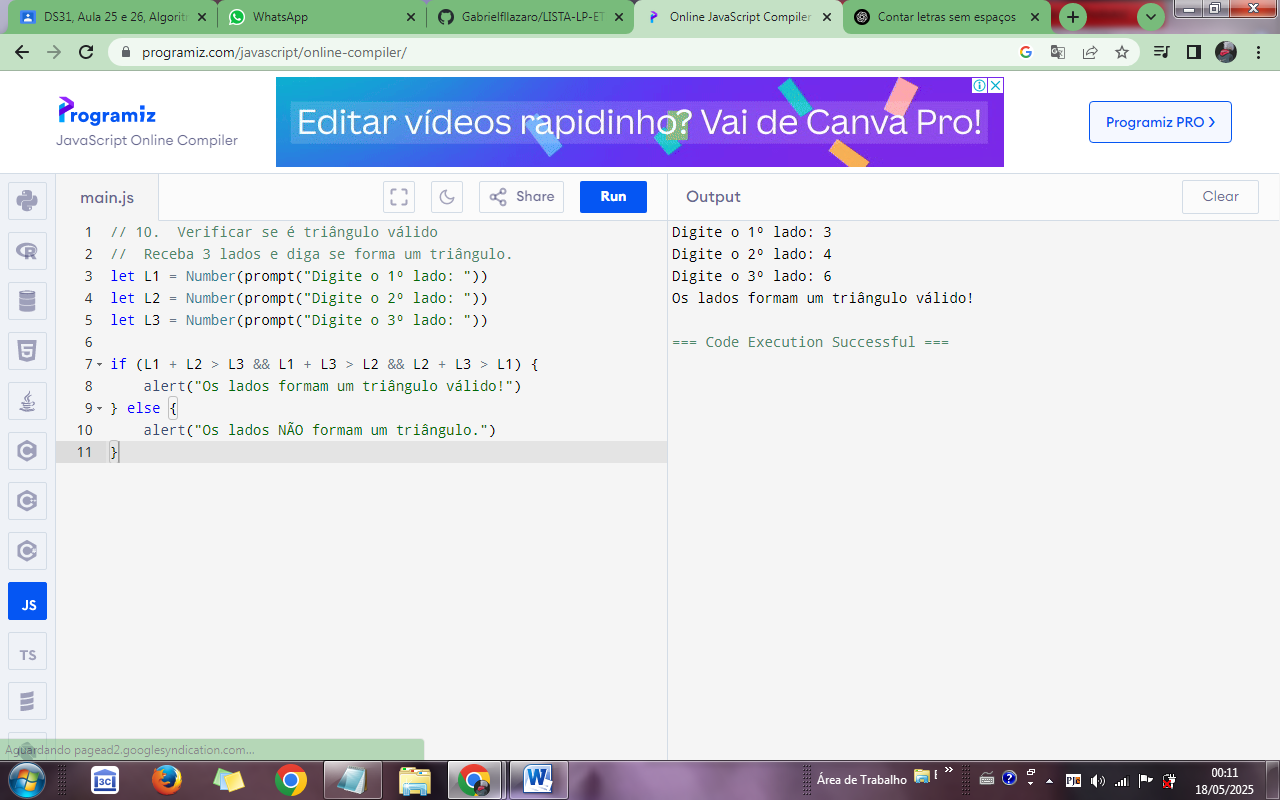 DS31, Aula 25 e 26, Algorit
WhatsApp
Gabrielfllazaro/LISTA-LP-ET
Online JavaScript Compiler
Contar letras sem espaços
programiz.com/javascript/online-compiler/
Programiz
JavaScript Online Compiler
Editar vídeos rapidinho? Vai de Canva Pro!
Programiz PRO
main.js
Share
Run
Output
Clear
1 // 10.  Verificar se é triângulo válido
2 //  Receba 3 lados e diga se forma um triângulo.
3 let L1 = Number(prompt("Digite o 1º lado: "))
4 let L2 = Number(prompt("Digite o 2º lado: "))
5 let L3 = Number(prompt("Digite o 3º lado: "))
6
7 if (L1 + L2 > L3 && L1 + L3 > L2 && L2 + L3 > L1) {
8     alert("Os lados formam um triângulo válido!")
9 } else {
10     alert("Os lados NÃO formam um triângulo.")
11 }
Digite o 1º lado: 3
Digite o 2º lado: 4
Digite o 3º lado: 6
Os lados formam um triângulo válido!
=== Code Execution Successful ===
JS
TS
Aguardando pagead2.googlesyndication.com...
Área de Trabalho
00:11
18/05/2025